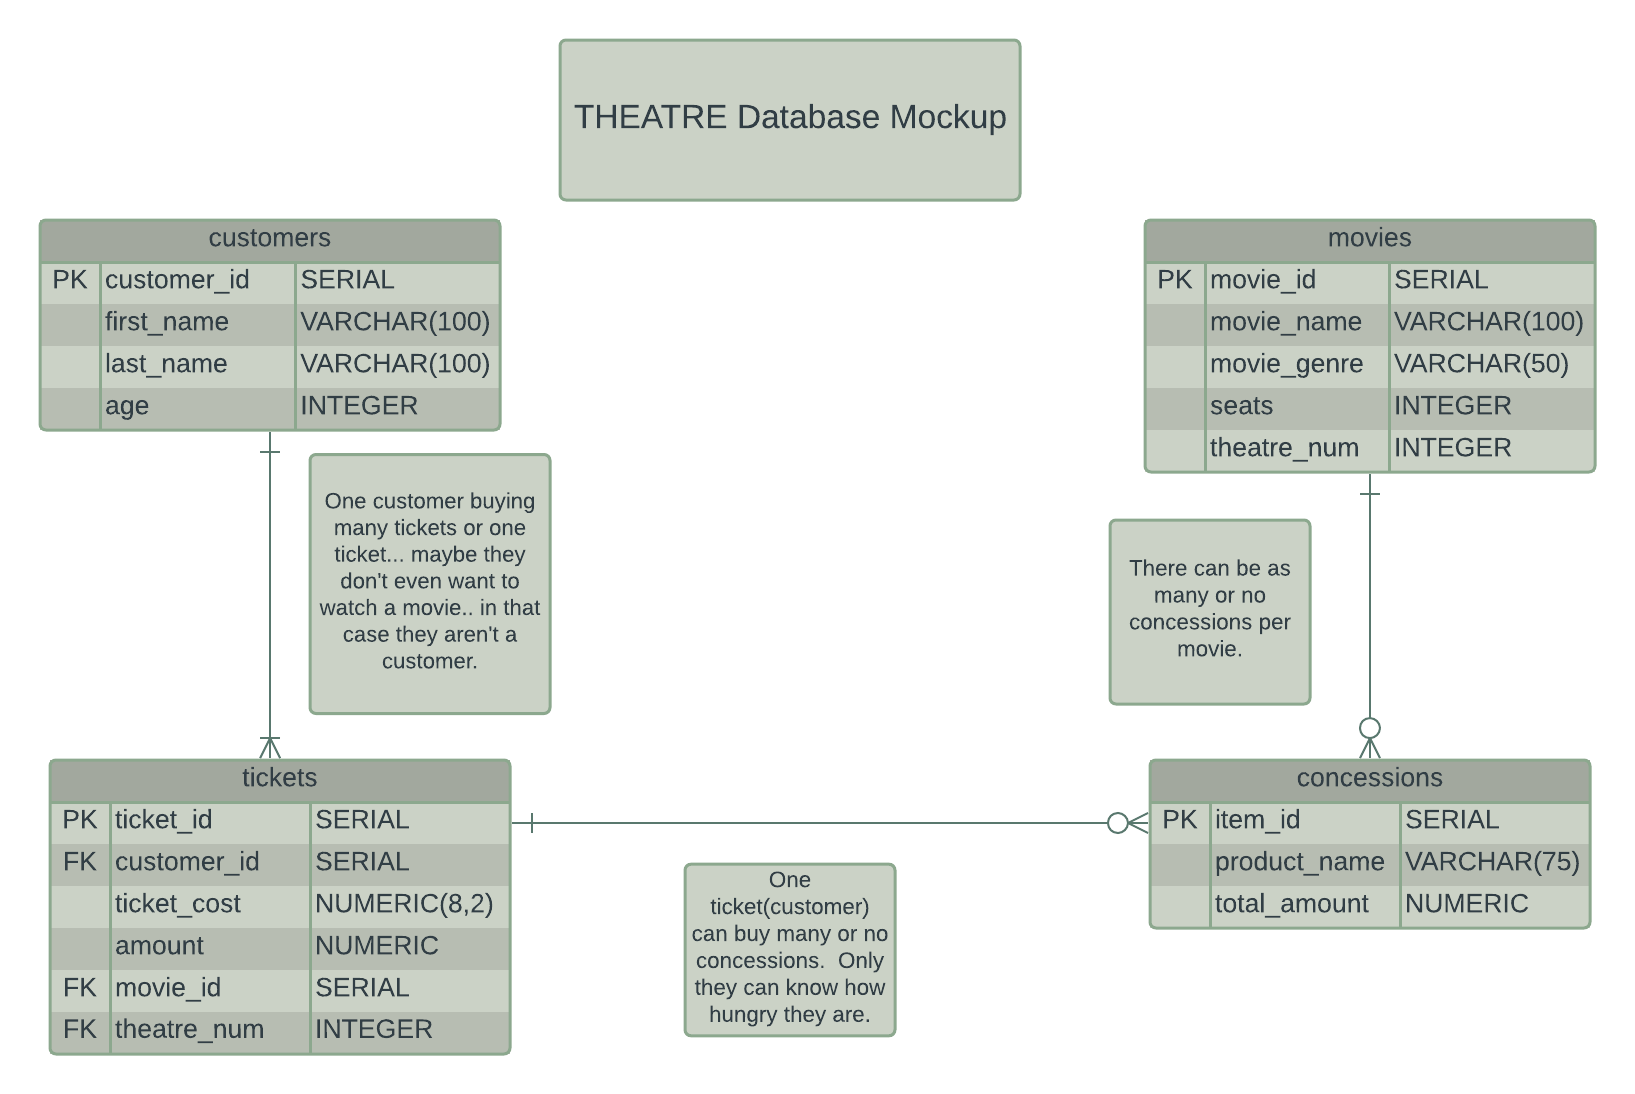 THEATRE Database Mockup
customers
PK customer_id SERIAL
first_name VARCHAR(100)
last_name VARCHAR(100)
age INTEGER
movies
PK movie_id SERIAL
movie_name VARCHAR(100)
movie_genre VARCHAR(50)
seats INTEGER
theatre_num INTEGER
One customer buying
many tickets or one
ticket... maybe they
don't even want to
watch a movie.. in that
case they aren't a
customer.
There can be as
many or no
concessions per
movie.
tickets
PK ticket_id SERIAL
FK customer_id SERIAL
ticket_cost NUMERIC(8,2)
amount NUMERIC
FK movie_id SERIAL
FK theatre_num INTEGER
One
ticket(customer)
can buy many or no
concessions.  Only
they can know how
hungry they are.
concessions
PK item_id SERIAL
product_name VARCHAR(75)
total_amount NUMERIC